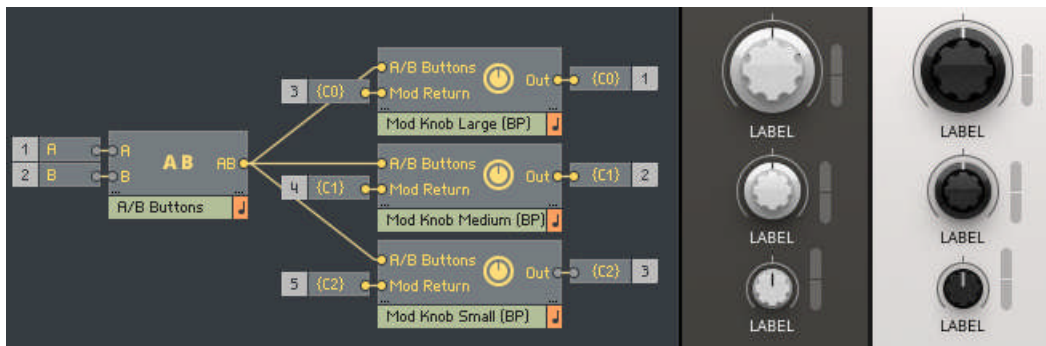 A/B Buttons
3 {C0} Mod Return Out {C0} 1
... ...
Mod Knob Large (BP)
1 A A AB AB
2 B B
... ...
A/B Buttons
A/B Buttons
4 {C1} Mod Return Out {C1} 2
... ...
Mod Knob Medium (BP)
A/B Buttons
5 {C2} Mod Return Out {C2} 3
... ...
Mod Knob Small (BP)
LABEL
LABEL
LABEL
LABEL
LABEL
LABEL